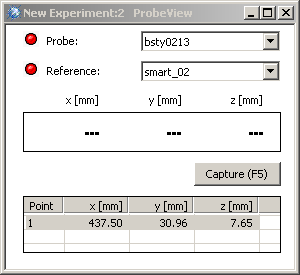 New Experiment:2 ProbeView
Probe: bsty0213
Reference: smart_02
x [mm] y [mm] z [mm]
--- --- ---
Capture (F5)
Point x [mm] y [mm] z [mm]
1 437.50 30.96 7.65